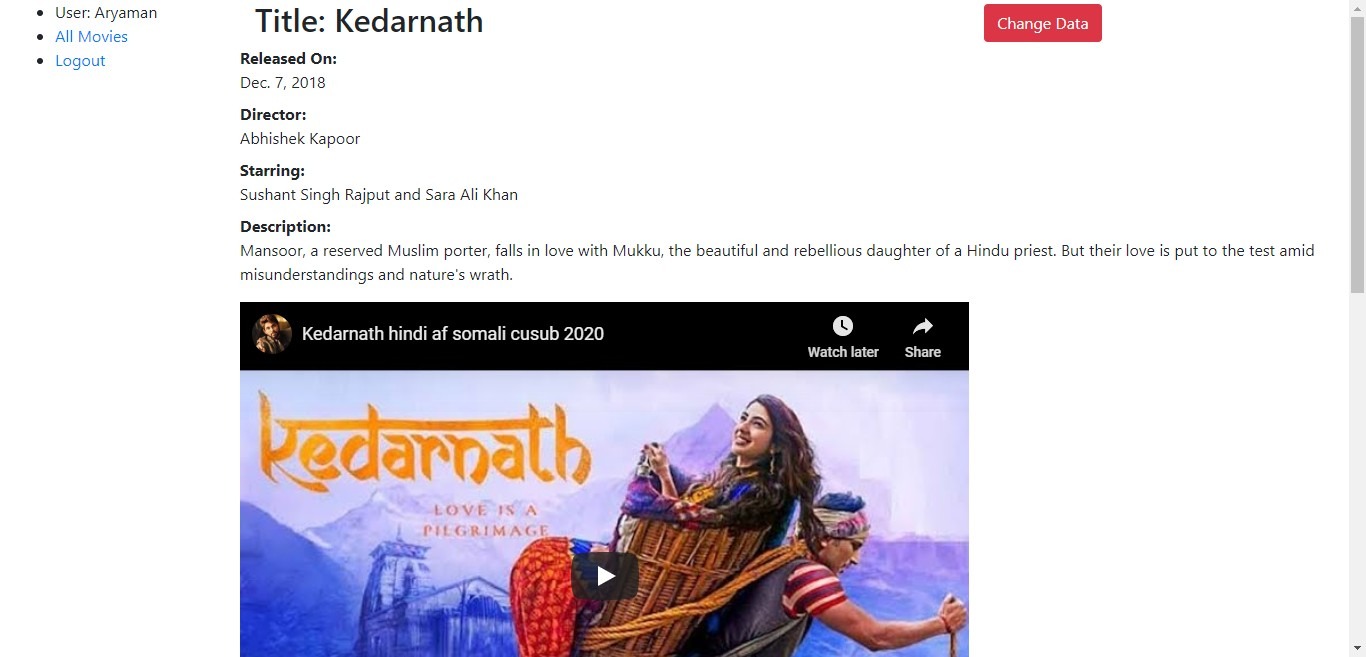 User: Aryaman
All Movies
Logout
Title: Kedarnath
Change Data
Released On:
Dec. 7, 2018
Director:
Abhishek Kapoor
Starring:
Sushant Singh Rajput and Sara Ali Khan
Description:
Mansoor, a reserved Muslim porter, falls in love with Mukku, the beautiful and rebellious daughter of a Hindu priest. But their love is put to the test amid
misunderstandings and nature's wrath.
Kedarnath hindi af somali cusub 2020
Watch later
Share
kedarnath
LOVE IS A
PILGRIMAGE